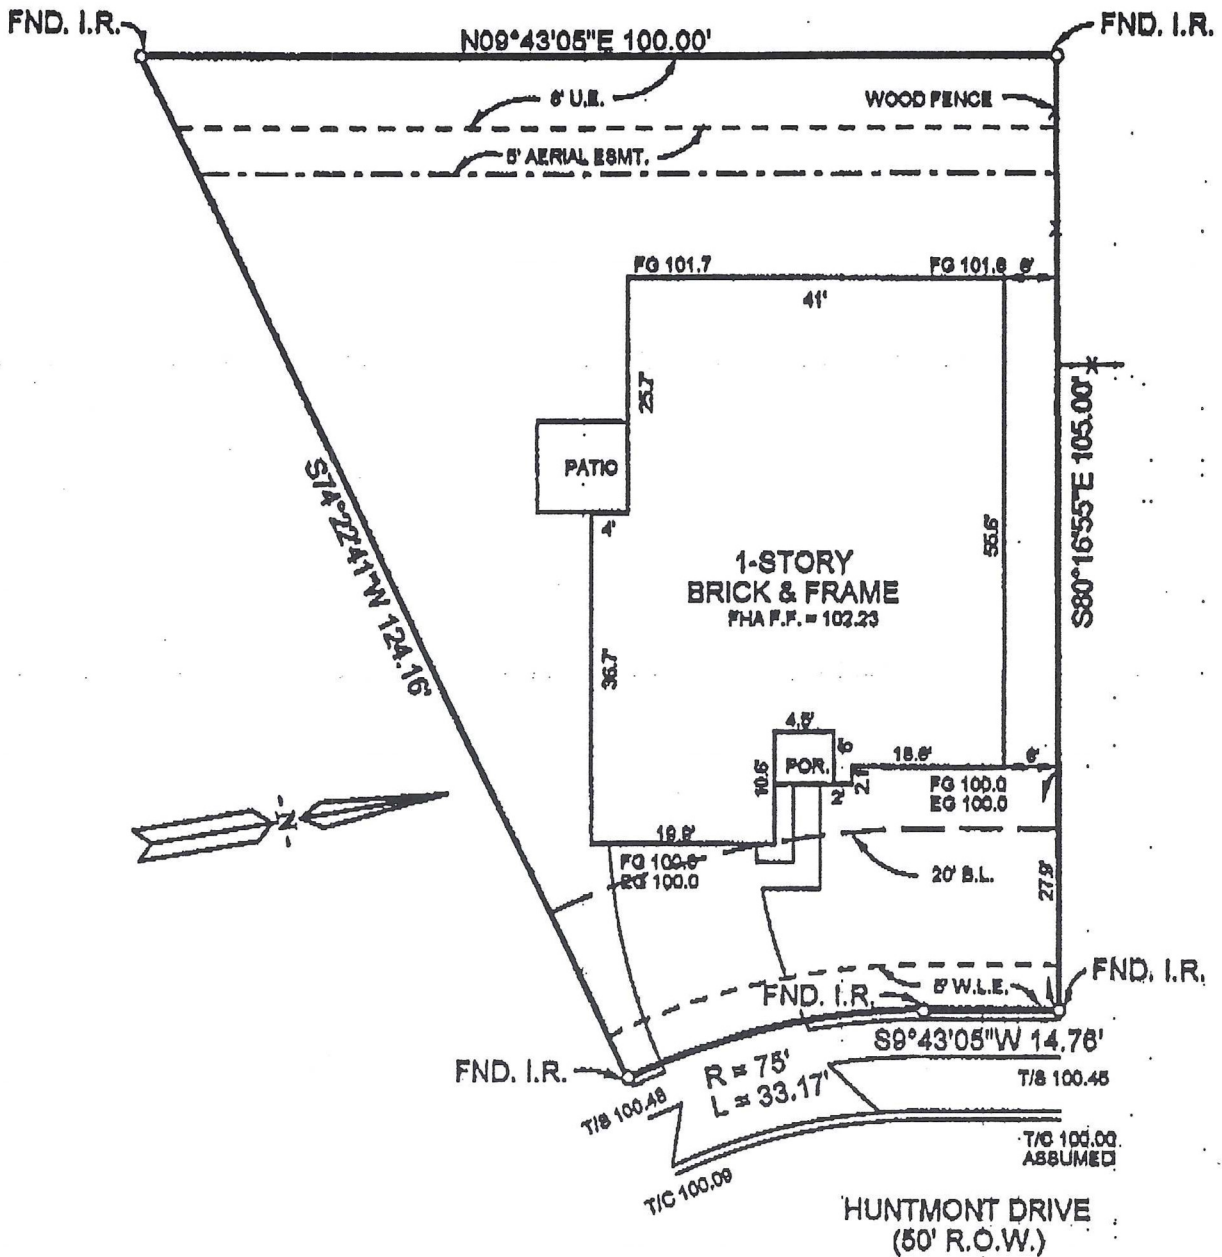 FND. I.R.
FND. I.R.
N09°43'05"E 100.00'
8' U.E.
WOOD FENCE
5' AERIAL ESMT.
FG 101.7
FG 101.6
6'
41'
25.7'
PATIO
4'
S74°22'41"W 124.16'
S80°16'55"E 105.00'
55.6'
1-STORY
BRICK & FRAME
FHA F.F. = 102.23
36.7'
4.5'
6'
POR.
10.6'
18.6'
6'
2'
2.1'
FG 100.0
EG 100.0
N
19.9'
FG 100.6
EG 100.0
20' B.L.
27.9'
FND. I.R.
5' W.L.E.
FND. I.R.
S9°43'05"W 14.76'
FND. I.R.
R = 75'
L = 33.17'
T/S 100.48
T/S 100.45
T/C 100.00
ASSUMED
T/C 100.09
HUNTMONT DRIVE
(50' R.O.W.)